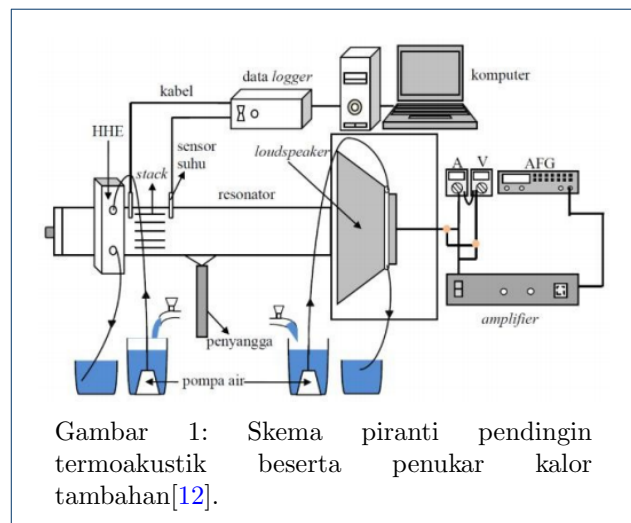 data logger
komputer
kabel
HHE
sensor
suhu
stack
loudspeaker
resonator
A
V
AFG
amplifier
penyangga
pompa air
Gambar 1: Skema piranti pendingin
termoakustik beserta penukar kalor
tambahan[12].